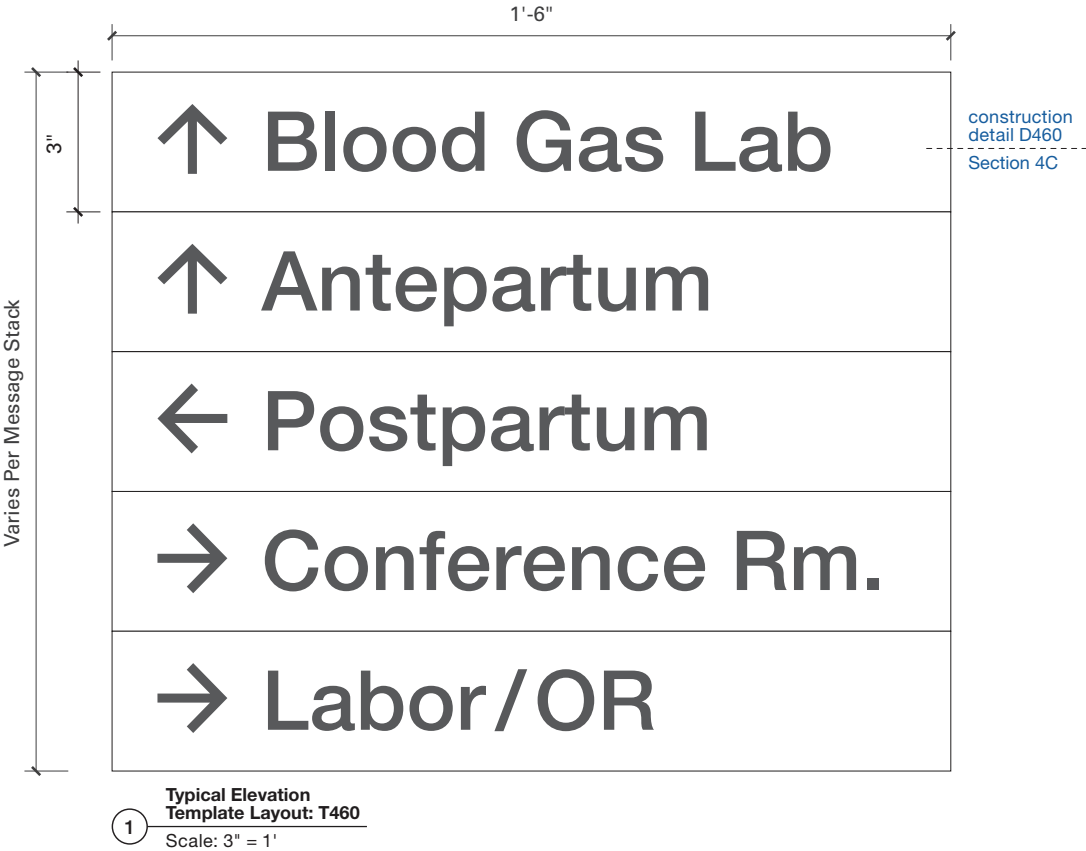 1'-6"
3"
Varies Per Message Stack
↑ Blood Gas Lab
construction
detail D460
Section 4C
↑ Antepartum
← Postpartum
→ Conference Rm.
→ Labor/OR
1
Typical Elevation
Template Layout: T460
Scale: 3" = 1'